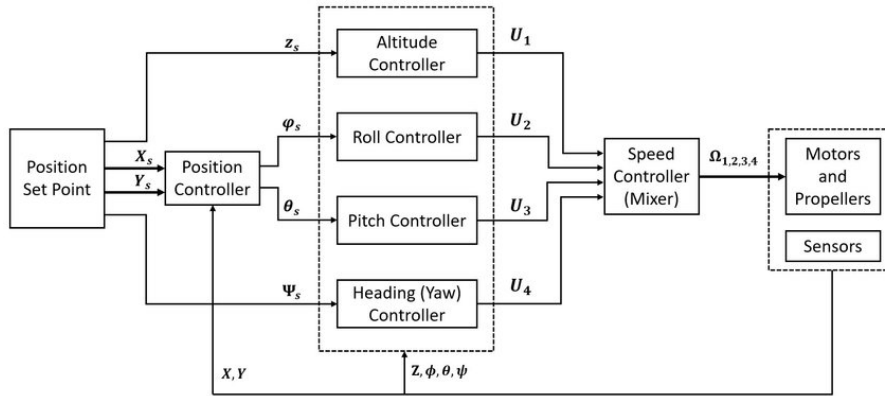 Position
Set Point
z_s
X_s
Y_s
Ψ_s
Position
Controller
φ_s
θ_s
Altitude
Controller
Roll Controller
Pitch Controller
Heading (Yaw)
Controller
U_1
U_2
U_3
U_4
Speed
Controller
(Mixer)
Ω_1,2,3,4
Motors
and
Propellers
Sensors
X, Y
Z, ϕ, θ, ψ